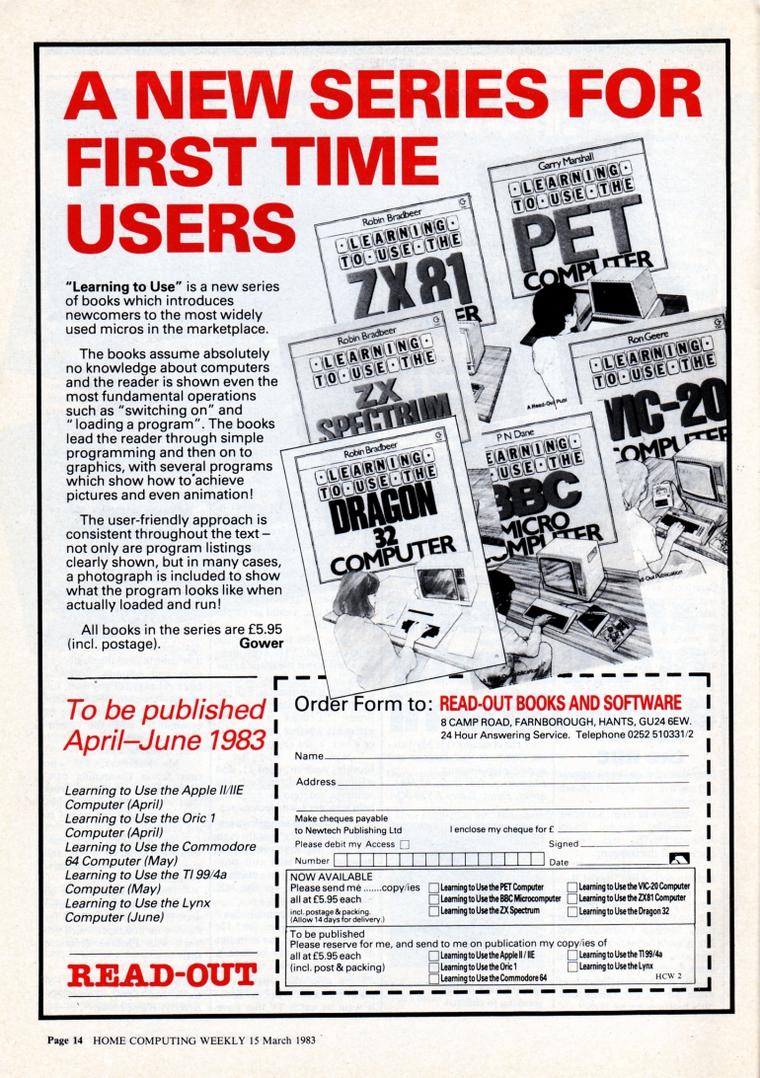 A NEW SERIES FOR
FIRST TIME
USERS
"Learning to Use" is a new series
of books which introduces
newcomers to the most widely
used micros in the marketplace.
The books assume absolutely
no knowledge about computers
and the reader is shown even the
most fundamental operations
such as "switching on" and
"loading a program". The books
lead the reader through simple
programming and then on to
graphics, with several programs
which show how to achieve
pictures and even animation!
The user-friendly approach is
consistent throughout the text –
not only are program listings
clearly shown, but in many cases,
a photograph is included to show
what the program looks like when
actually loaded and run!
All books in the series are £5.95
(incl. postage). Gower
Robin Bradbeer
·LEARNING·
TO·USE·THE
ZX81
ER
Garry Marshall
·LEARNING·
TO·USE·THE
PET
COMPUTER
A Read-Out Publ
Robin Bradbeer
·LEARNING·
TO·USE·THE
ZX
SPECTRUM
Ron Geere
·LEARNING·
TO·USE·THE
VIC-20
COMPUTER
d-Out Publication
Robin Bradbeer
·LEARNING·
TO·USE·THE
DRAGON
32
COMPUTER
P N Dane
EARNING·
·USE·THE
BBC
MICRO
OMPUTER
To be published
April–June 1983
Learning to Use the Apple II/IIE
Computer (April)
Learning to Use the Oric 1
Computer (April)
Learning to Use the Commodore
64 Computer (May)
Learning to Use the TI 99/4a
Computer (May)
Learning to Use the Lynx
Computer (June)
READ-OUT
Order Form to: READ-OUT BOOKS AND SOFTWARE
8 CAMP ROAD, FARNBOROUGH, HANTS, GU24 6EW.
24 Hour Answering Service. Telephone 0252 510331/2
Name
Address
Make cheques payable
to Newtech Publishing Ltd I enclose my cheque for £
Please debit my Access Signed
Number Date
NOW AVAILABLE
Please send me .......copy/ies
all at £5.95 each
incl. postage & packing.
(Allow 14 days for delivery.)
Learning to Use the PET Computer
Learning to Use the BBC Microcomputer
Learning to Use the ZX Spectrum
Learning to Use the VIC-20 Computer
Learning to Use the ZX81 Computer
Learning to Use the Dragon 32
To be published
Please reserve for me, and send to me on publication my copy/ies of
all at £5.95 each
(incl. post & packing)
Learning to Use the Apple II / IIE
Learning to Use the Oric 1
Learning to Use the Commodore 64
Learning to Use the TI 99/4a
Learning to Use the Lynx
HCW 2
Page 14 HOME COMPUTING WEEKLY 15 March 1983